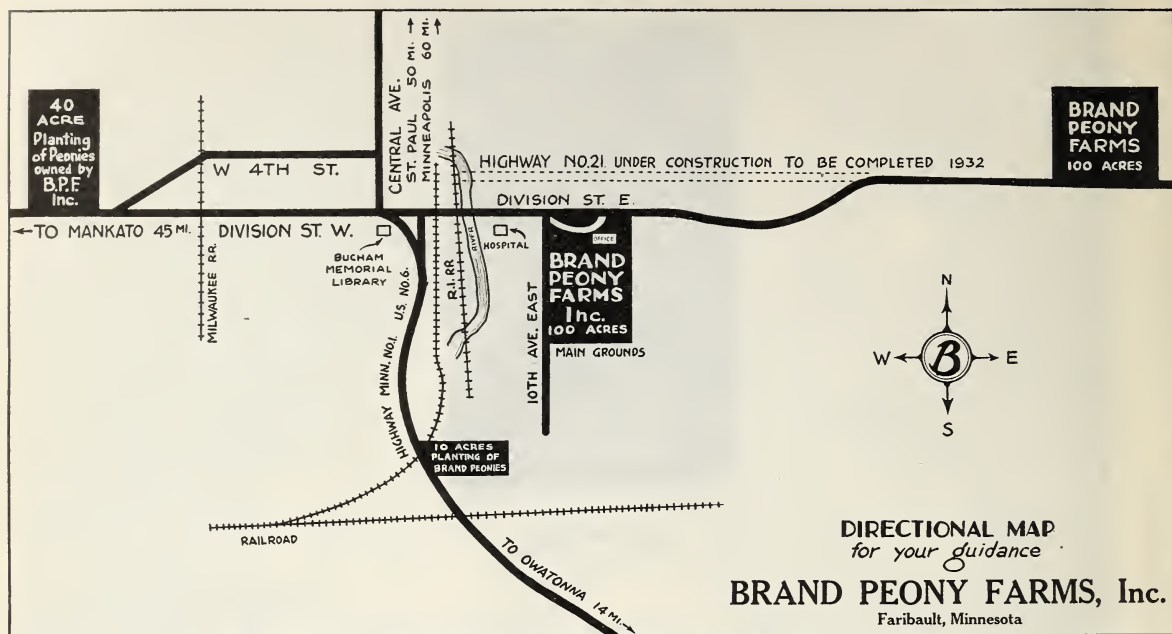 40
ACRE
Planting
of Peonies
owned by
B.P.F.
Inc.
CENTRAL AVE.
ST. PAUL 50 MI. →
MINNEAPOLIS 60 MI. →
BRAND
PEONY
FARMS
100 ACRES
W 4TH ST.
HIGHWAY NO.21. UNDER CONSTRUCTION TO BE COMPLETED 1932
DIVISION ST. E.
← TO MANKATO 45 MI.
DIVISION ST. W.
MILWAUKEE RR.
BUCHAM
MEMORIAL
LIBRARY
HIGHWAY MINN. NO.1. U.S. NO.6.
R.I. RR
RIVER
HOSPITAL
OFFICE
BRAND
PEONY
FARMS
Inc.
100 ACRES
MAIN GROUNDS
10TH AVE. EAST
10 ACRES
PLANTING OF
BRAND PEONIES
RAILROAD
TO OWATONNA 14 MI. →
N
W B E
S
DIRECTIONAL MAP
for your guidance
BRAND PEONY FARMS, Inc.
Faribault, Minnesota